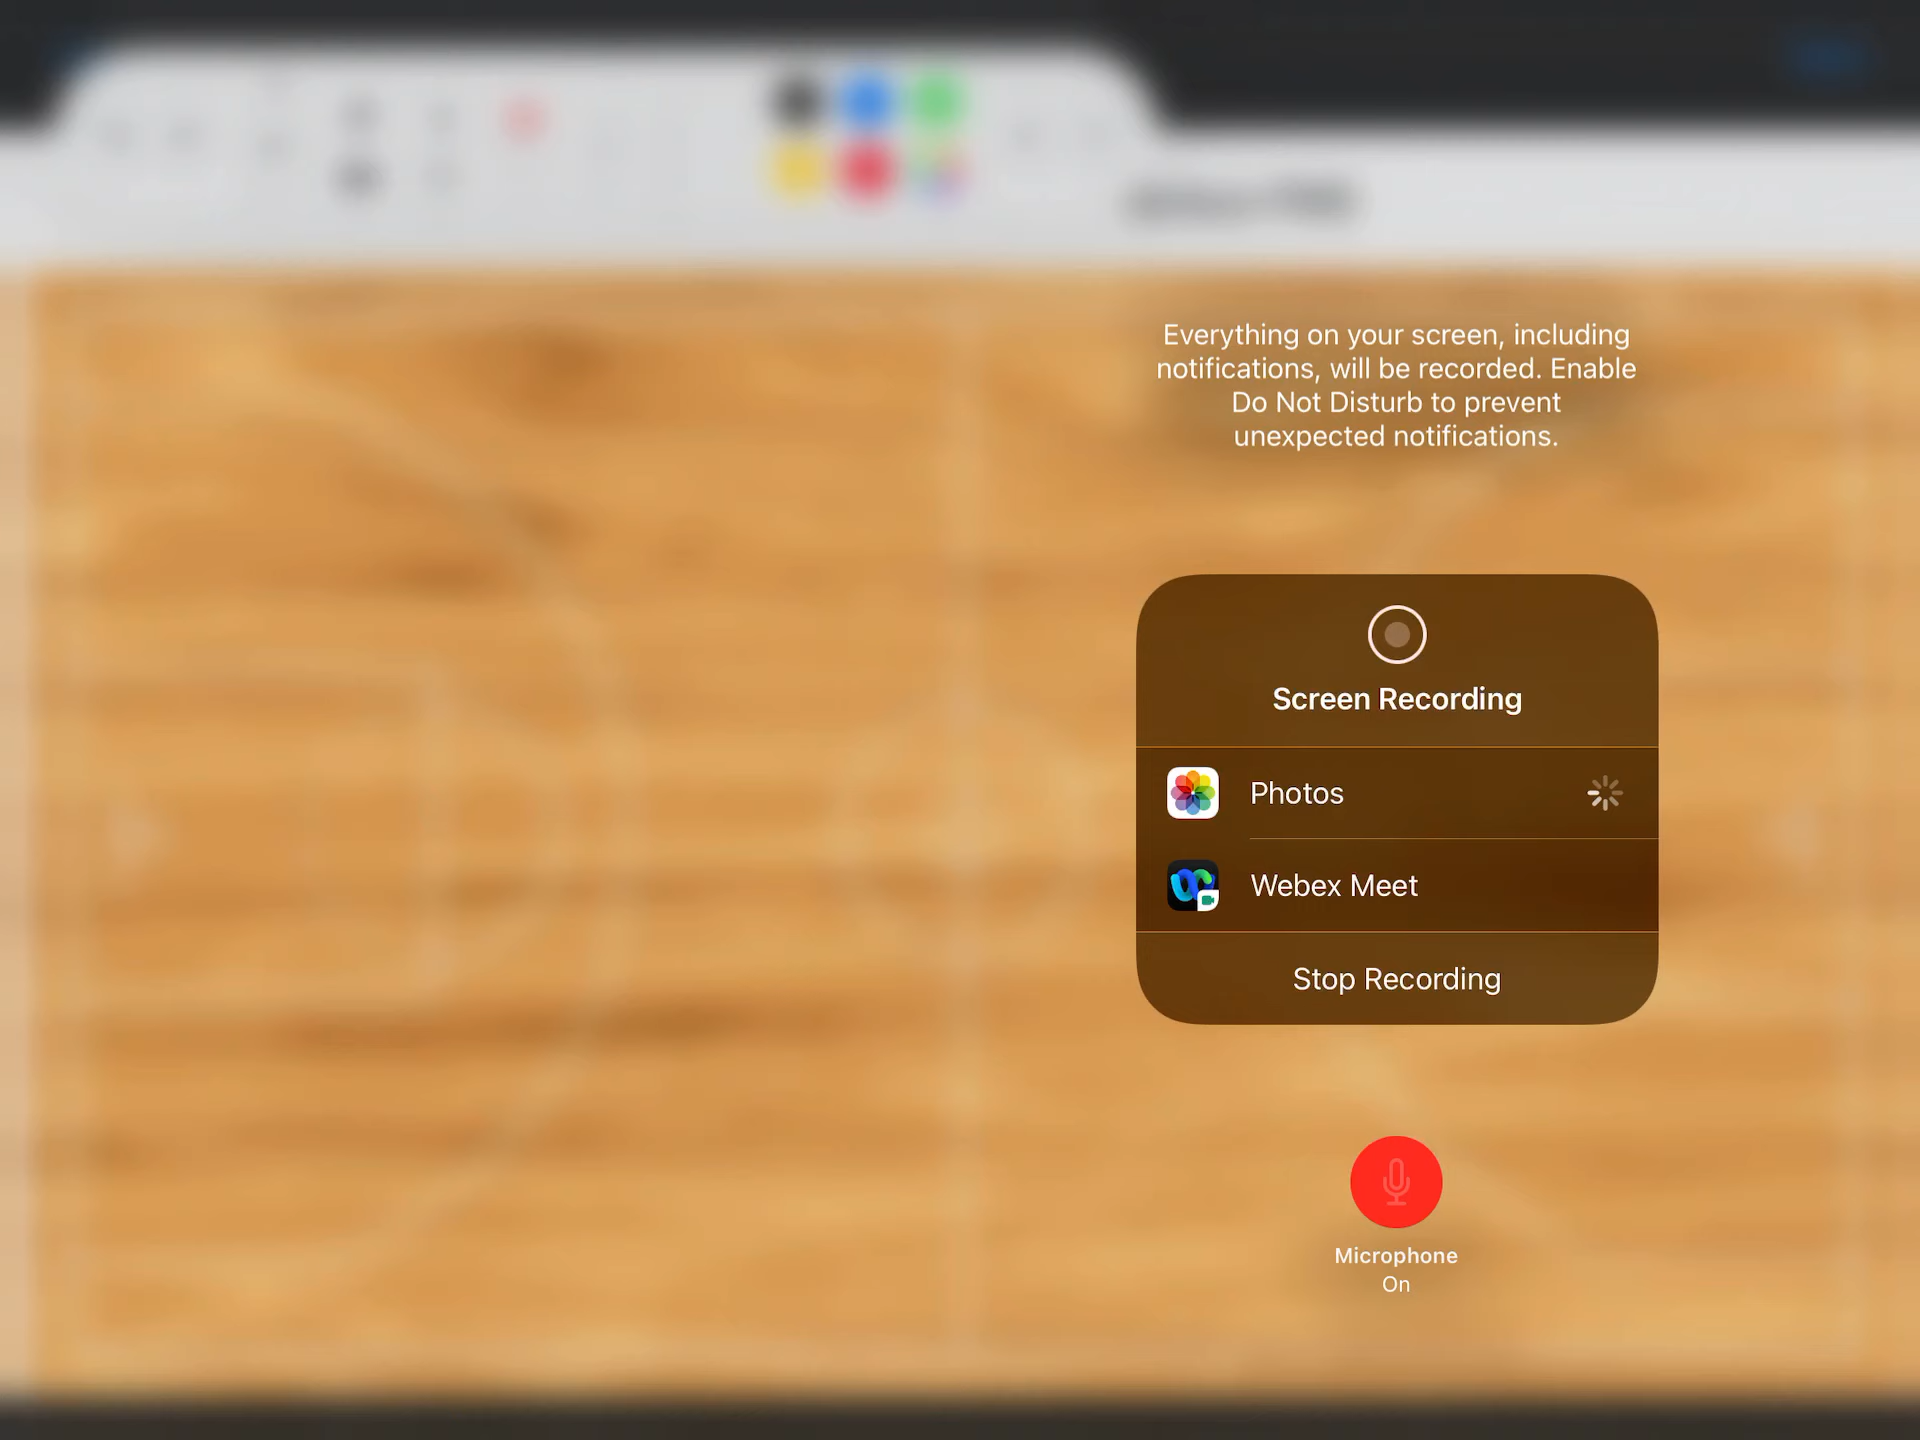 Everything on your screen, including
notifications, will be recorded. Enable
Do Not Disturb to prevent
unexpected notifications.
Screen Recording
Photos
Webex Meet
Stop Recording
Microphone
On